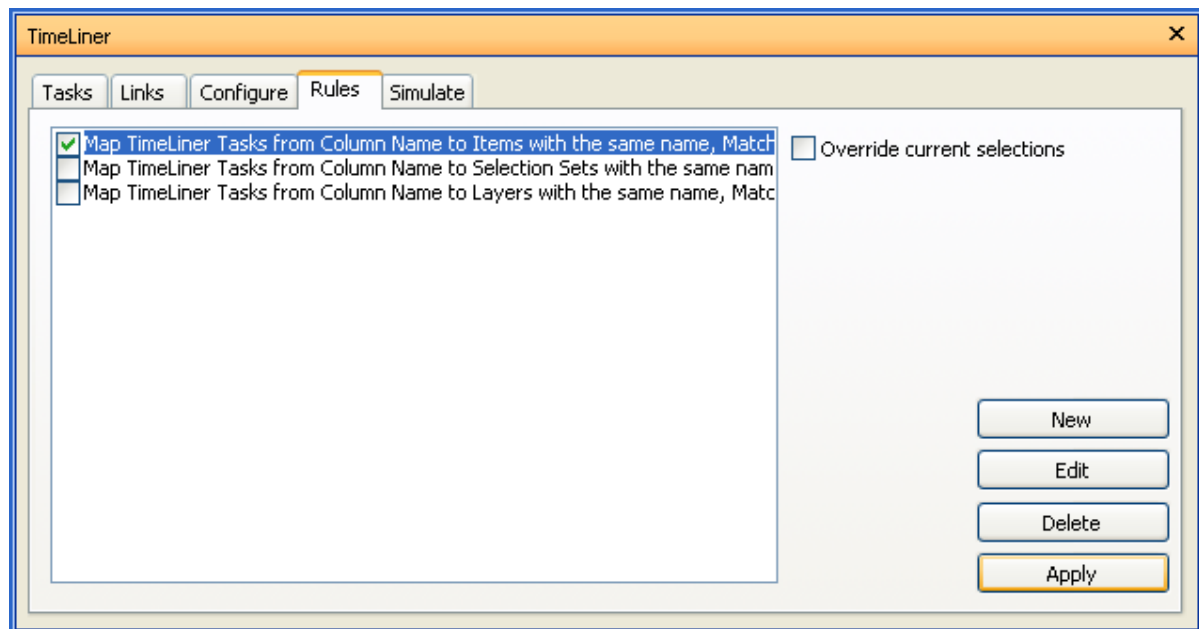 TimeLiner
Tasks Links Configure Rules Simulate
Map TimeLiner Tasks from Column Name to Items with the same name, Match
Map TimeLiner Tasks from Column Name to Selection Sets with the same nam
Map TimeLiner Tasks from Column Name to Layers with the same name, Matc
Override current selections
New
Edit
Delete
Apply